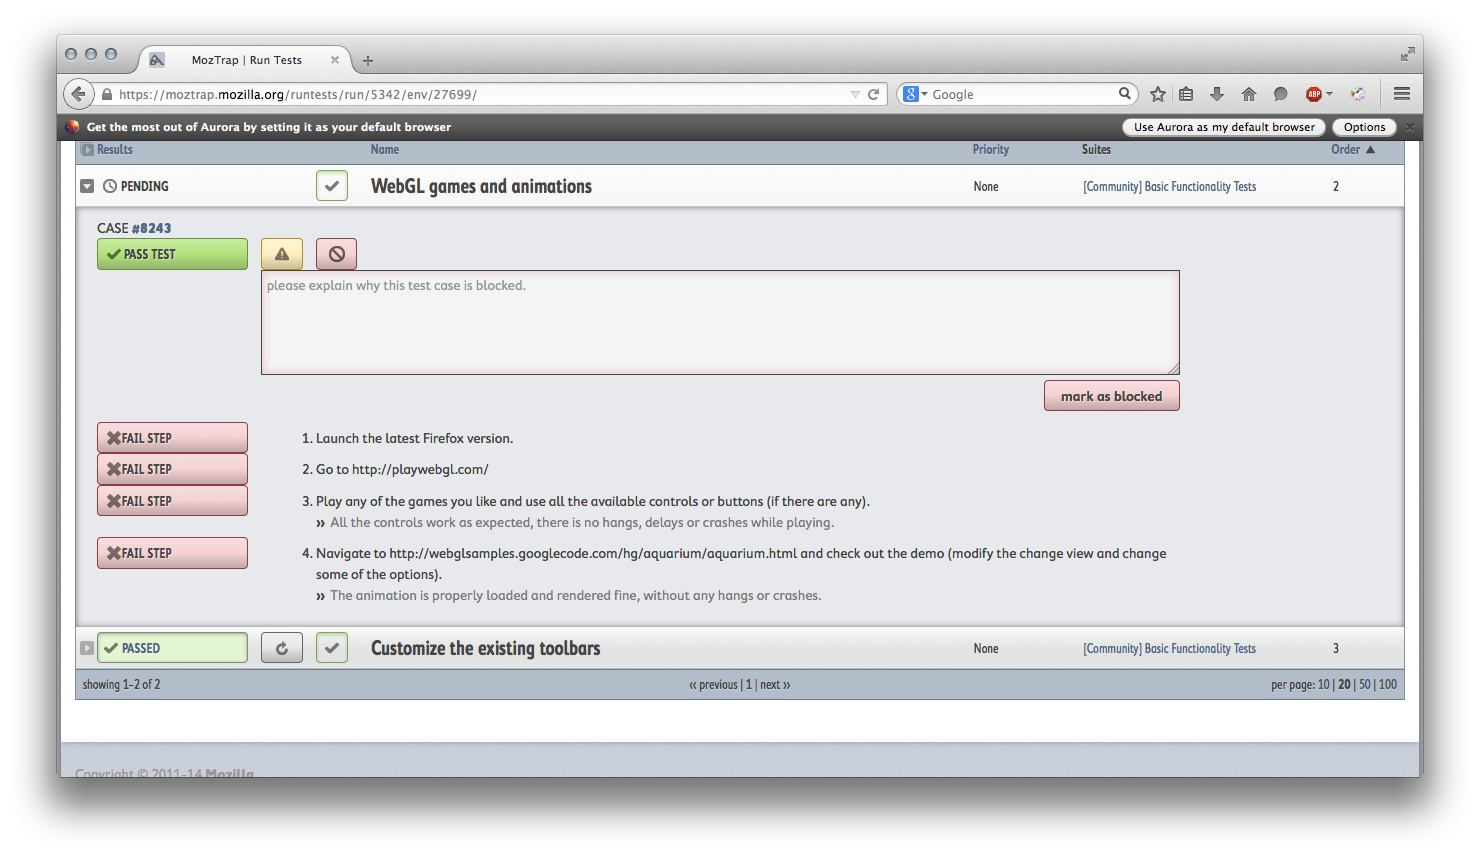 MozTrap | Run Tests
https://moztrap.mozilla.org/runtests/run/5342/env/27699/
8 Google
ABP
Get the most out of Aurora by setting it as your default browser
Use Aurora as my default browser
Options
Results Name Priority Suites Order
PENDING WebGL games and animations None [Community] Basic Functionality Tests 2
CASE #8243
PASS TEST
please explain why this test case is blocked.
mark as blocked
FAIL STEP 1. Launch the latest Firefox version.
FAIL STEP 2. Go to http://playwebgl.com/
FAIL STEP 3. Play any of the games you like and use all the available controls or buttons (if there are any).
» All the controls work as expected, there is no hangs, delays or crashes while playing.
FAIL STEP 4. Navigate to http://webglsamples.googlecode.com/hg/aquarium/aquarium.html and check out the demo (modify the change view and change
some of the options).
» The animation is properly loaded and rendered fine, without any hangs or crashes.
PASSED Customize the existing toolbars None [Community] Basic Functionality Tests 3
showing 1-2 of 2 ‹‹ previous | 1 | next ›› per page: 10 | 20 | 50 | 100
Copyright © 2011-14 Mozilla